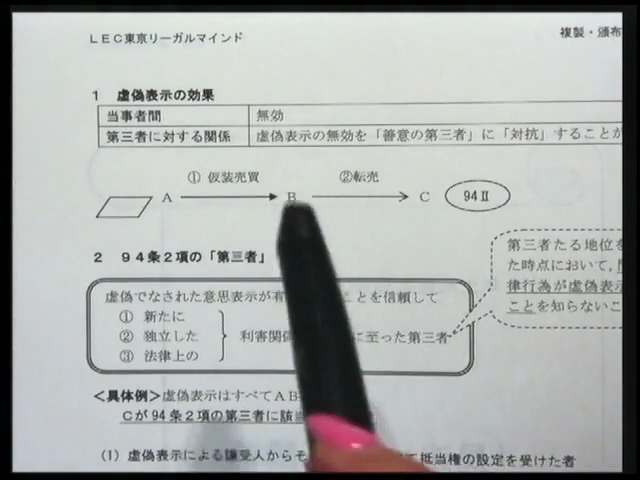 LEC東京リーガルマインド
複製・頒布
1 虚偽表示の効果
当事者間 無効
第三者に対する関係 虚偽表示の無効を「善意の第三者」に「対抗」することが
① 仮装売買 ②転売
A B C 94Ⅱ
2 94条2項の「第三者」
第三者たる地位を
た時点において,
律行為が虚偽表示
ことを知らないこ
虚偽でなされた意思表示が有 ことを信頼して
① 新たに
② 独立した
③ 法律上の
利害関係 に至った第三者
<具体例>虚偽表示はすべてAB
Cが94条2項の第三者に該当
(1) 虚偽表示による譲受人からそ て抵当権の設定を受けた者